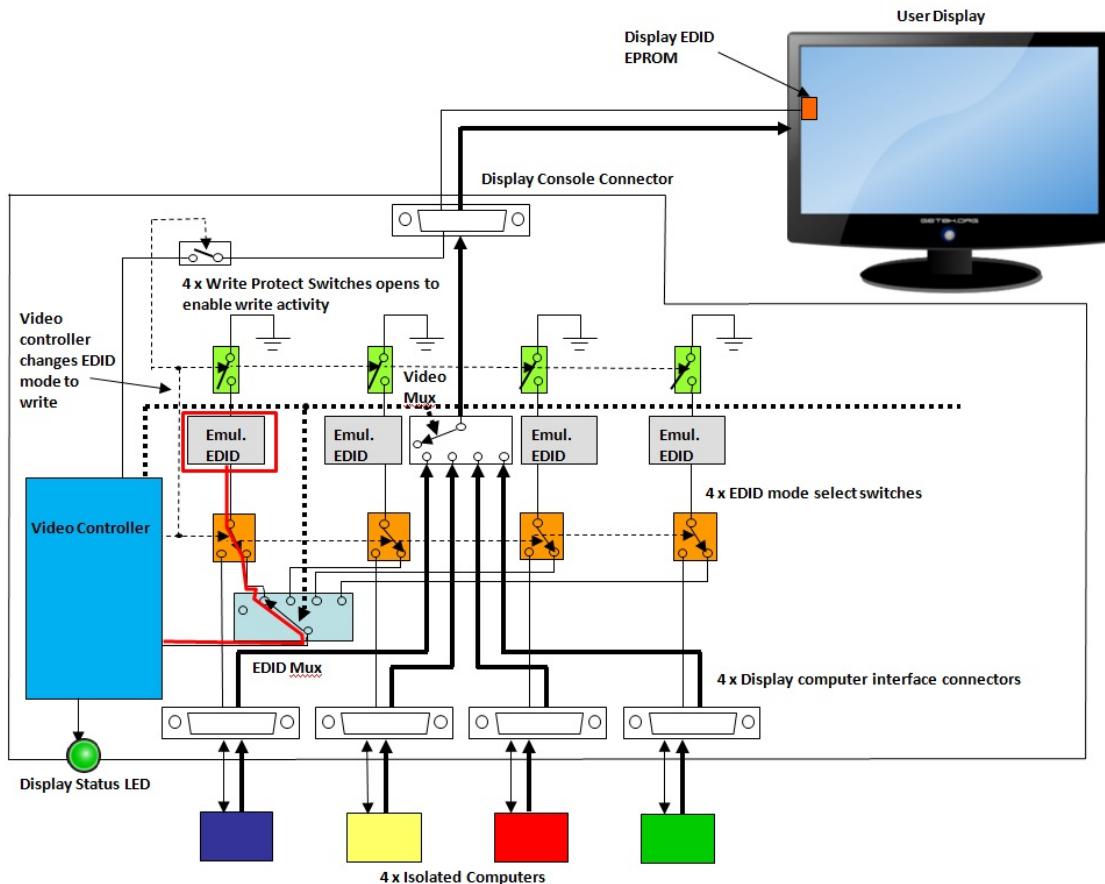 User Display
Display EDID
EPROM
GETEK.ORG
Display Console Connector
4 x Write Protect Switches opens to
enable write activity
Video
controller
changes EDID
mode to
write
Video
Mux
Emul.
EDID
Emul.
EDID
Emul.
EDID
Emul.
EDID
4 x EDID mode select switches
Video Controller
EDID Mux
4 x Display computer interface connectors
Display Status LED
4 x Isolated Computers